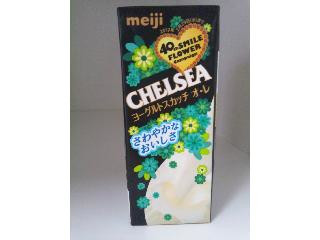 meiji
40th SMILE
FLOWER
Campaign
CHELSEA
ヨーグルトスカッチ オ・レ
さわやかな
おいしさ